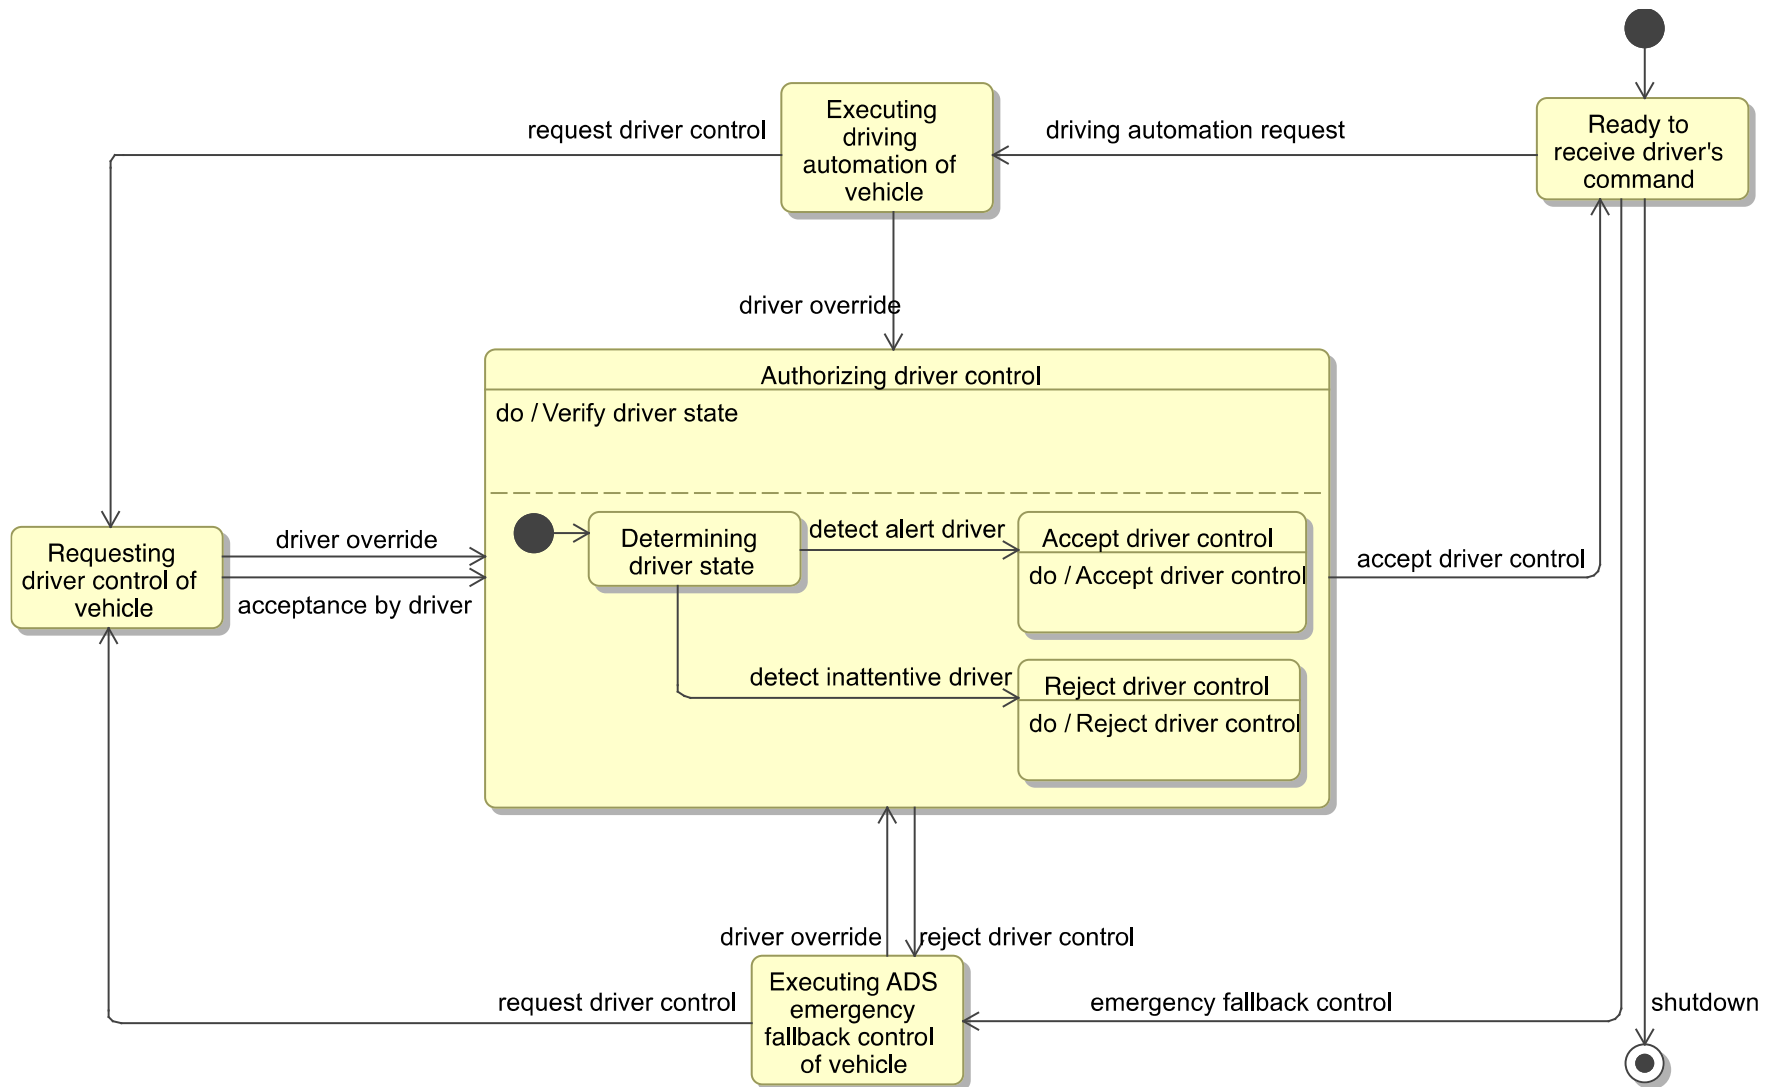 Executing
driving
automation of
vehicle
request driver control
driving automation request
Ready to
receive driver's
command
driver override
Authorizing driver control
do / Verify driver state
Requesting
driver control of
vehicle
driver override
acceptance by driver
Determining
driver state
detect alert driver
Accept driver control
do / Accept driver control
accept driver control
detect inattentive driver
Reject driver control
do / Reject driver control
driver override
reject driver control
Executing ADS
emergency
fallback control
of vehicle
request driver control
emergency fallback control
shutdown